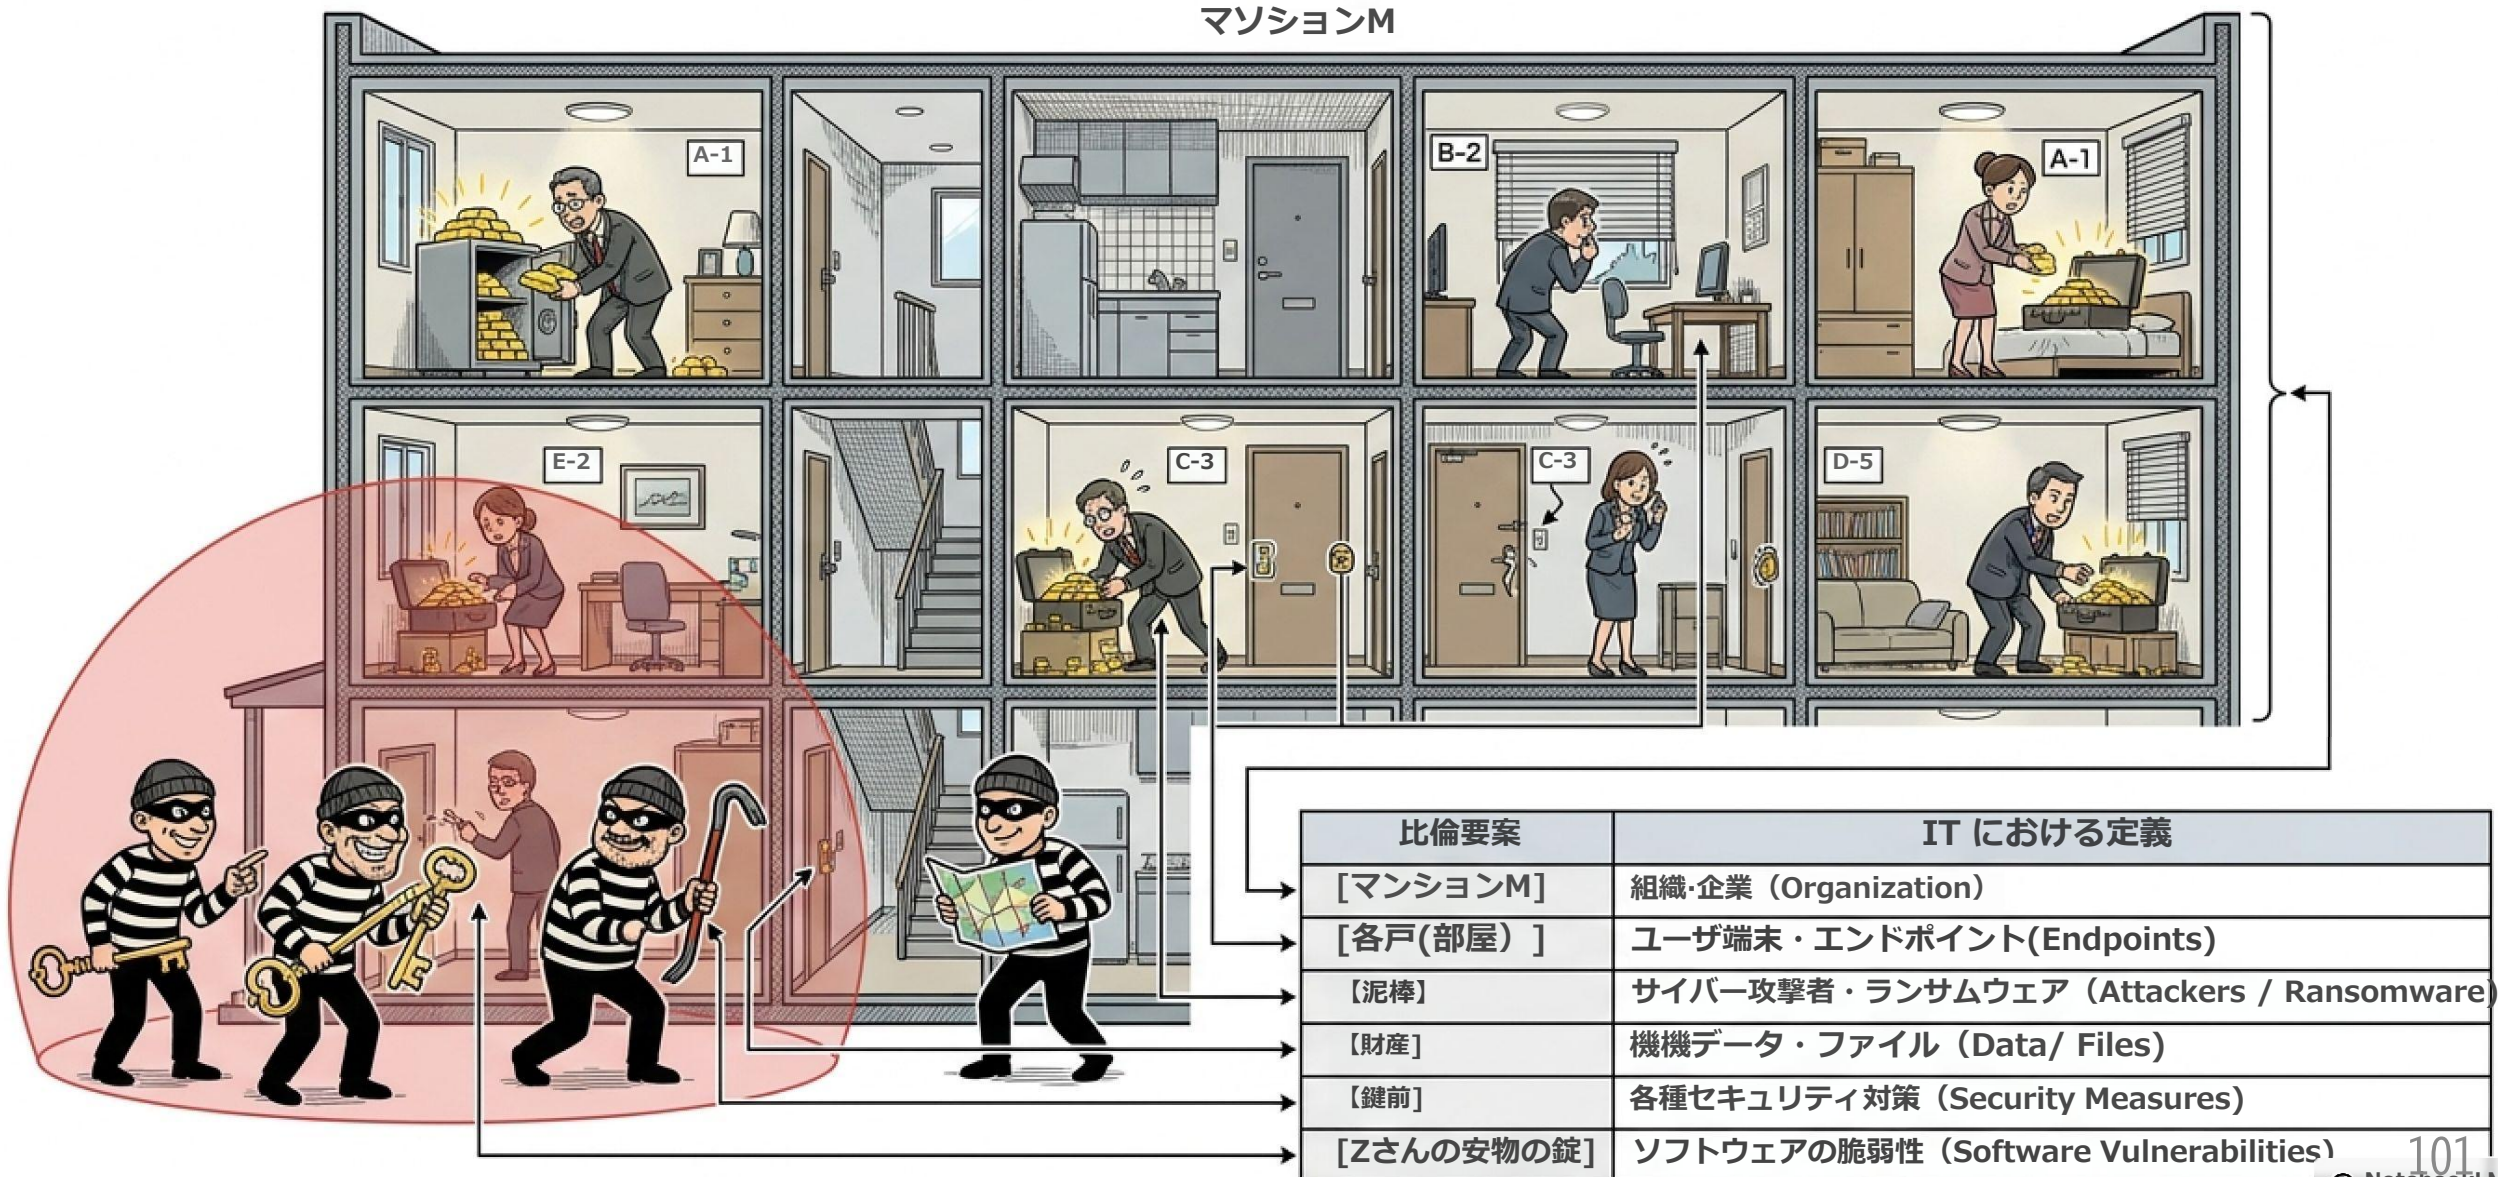 マソションM
A-1
B-2
A-1
E-2
C-3
C-3
D-5
比倫要案 IT における定義
[マンションM] 組織·企業（Organization）
[各戸(部屋）] ユーザ端末・エンドポイント(Endpoints)
【泥棒】 サイバー攻撃者・ランサムウェア（Attackers / Ransomware)
【財産] 機機データ・ファイル（Data/ Files)
【鍵前] 各種セキュリティ対策（Security Measures)
[Zさんの安物の錠] ソフトウェアの脆弱性（Software Vulnerabilities)
101